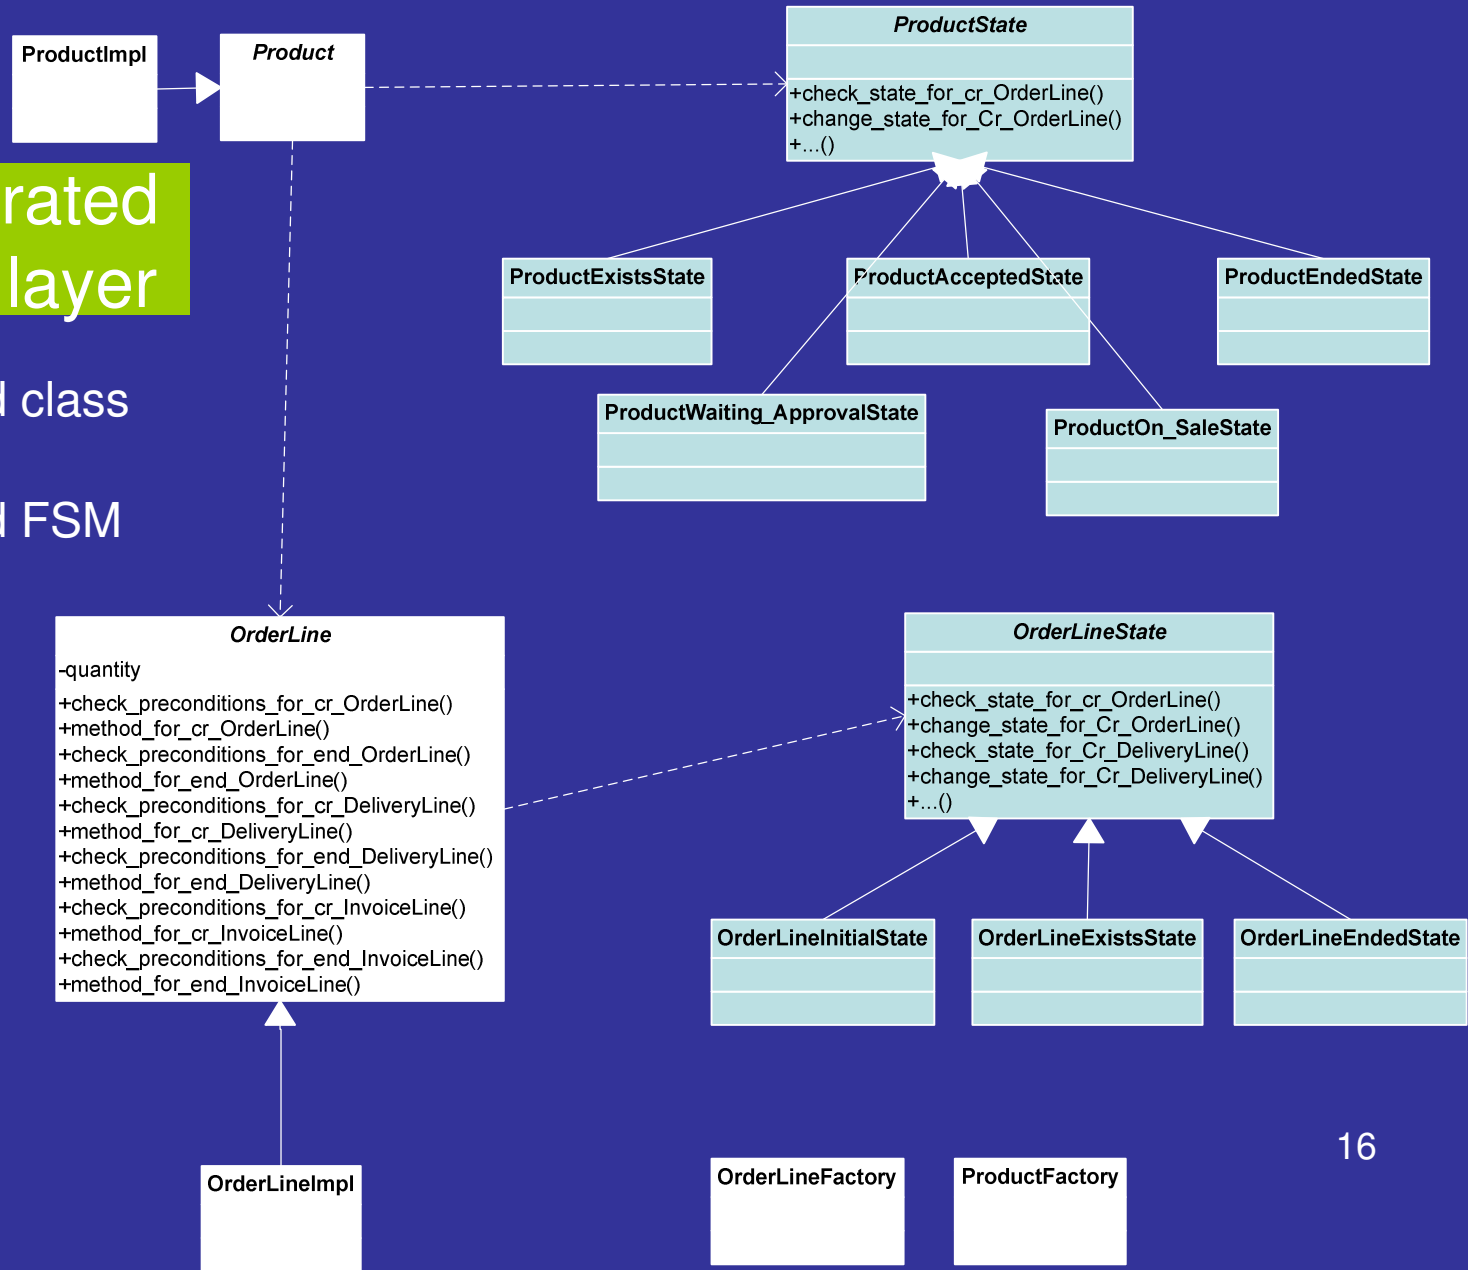 ProductImpl
Product
ProductState
+check_state_for_cr_OrderLine()
+change_state_for_Cr_OrderLine()
+...()
rated
layer
class
FSM
ProductExistsState
ProductAcceptedState
ProductEndedState
ProductWaiting_ApprovalState
ProductOn_SaleState
OrderLine
-quantity
+check_preconditions_for_cr_OrderLine()
+method_for_cr_OrderLine()
+check_preconditions_for_end_OrderLine()
+method_for_end_OrderLine()
+check_preconditions_for_cr_DeliveryLine()
+method_for_cr_DeliveryLine()
+check_preconditions_for_end_DeliveryLine()
+method_for_end_DeliveryLine()
+check_preconditions_for_cr_InvoiceLine()
+method_for_cr_InvoiceLine()
+check_preconditions_for_end_InvoiceLine()
+method_for_end_InvoiceLine()
OrderLineState
+check_state_for_cr_OrderLine()
+change_state_for_Cr_OrderLine()
+check_state_for_Cr_DeliveryLine()
+change_state_for_Cr_DeliveryLine()
+...()
OrderLineInitialState
OrderLineExistsState
OrderLineEndedState
OrderLineImpl
OrderLineFactory
ProductFactory
16